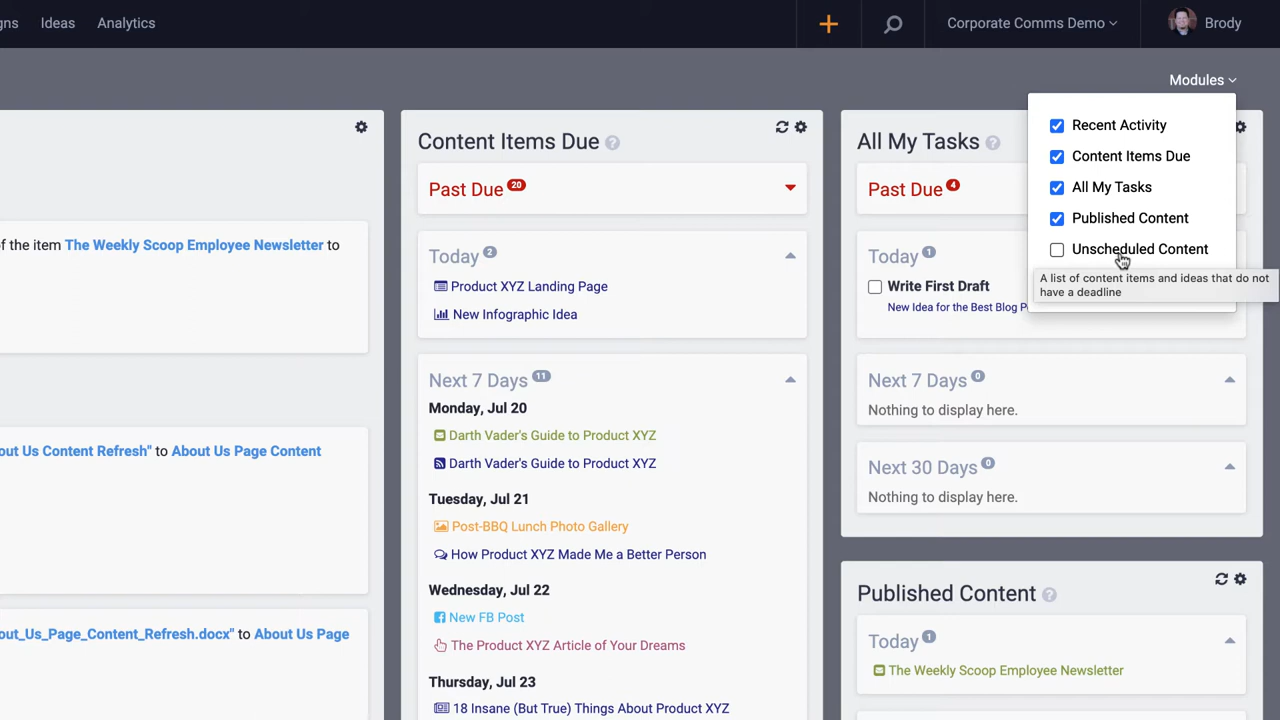 gns Ideas Analytics
Corporate Comms Demo
Brody
Modules
f the item The Weekly Scoop Employee Newsletter to
out Us Content Refresh" to About Us Page Content
out_Us_Page_Content_Refresh.docx" to About Us Page
Content Items Due ?
Past Due 20
Today 2
Product XYZ Landing Page
New Infographic Idea
Next 7 Days 11
Monday, Jul 20
Darth Vader's Guide to Product XYZ
Darth Vader's Guide to Product XYZ
Tuesday, Jul 21
Post-BBQ Lunch Photo Gallery
How Product XYZ Made Me a Better Person
Wednesday, Jul 22
New FB Post
The Product XYZ Article of Your Dreams
Thursday, Jul 23
18 Insane (But True) Things About Product XYZ
All My Tasks ?
Past Due 4
Today 1
Write First Draft
New Idea for the Best Blog P
Next 7 Days 0
Nothing to display here.
Next 30 Days 0
Nothing to display here.
Published Content ?
Today 1
The Weekly Scoop Employee Newsletter
Recent Activity
Content Items Due
All My Tasks
Published Content
Unscheduled Content
A list of content items and ideas that do not
have a deadline